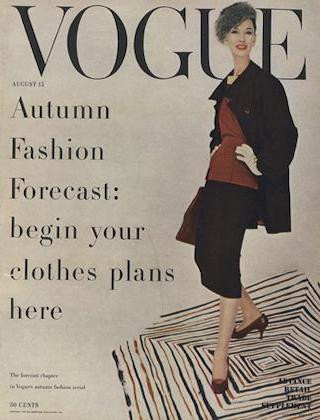 VOGUE
AUGUST 15
Autumn
Fashion
Forecast:
begin your
clothes plans
here
The forecast chapter
in Vogue's autumn fashion serial
50 CENTS
ADVANCE
RETAIL
TRADE
SUPPLEMENT